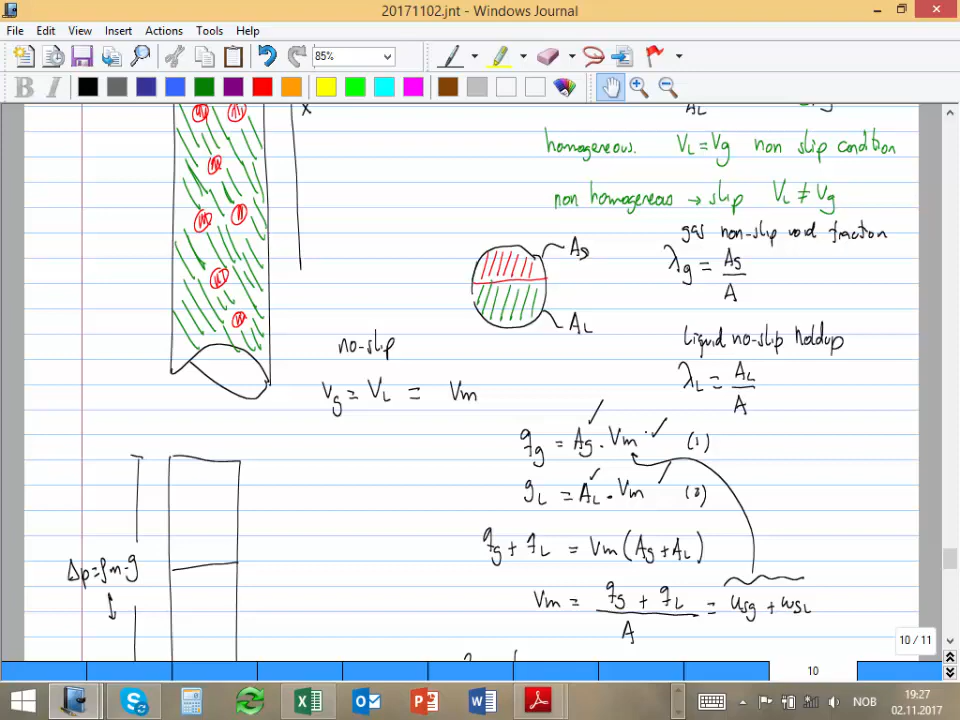 20171102.jnt - Windows Journal
File Edit View Insert Actions Tools Help
85%
B I
x
AL
homogeneous. VL = Vg non slip condition
non homogeneous → slip VL ≠ Vg
gas non-slip void fraction
λg = Ag / A
Ag
AL
liquid no-slip holdup
λL = AL / A
no-slip
Vg = VL = Vm
qg = Ag · Vm (1)
qL = AL · Vm (2)
qg + qL = Vm (Ag + AL)
Δp = ρm · g
Vm = qg + qL / A = usg + usL
10 / 11
10
NOB
19:27
02.11.2017